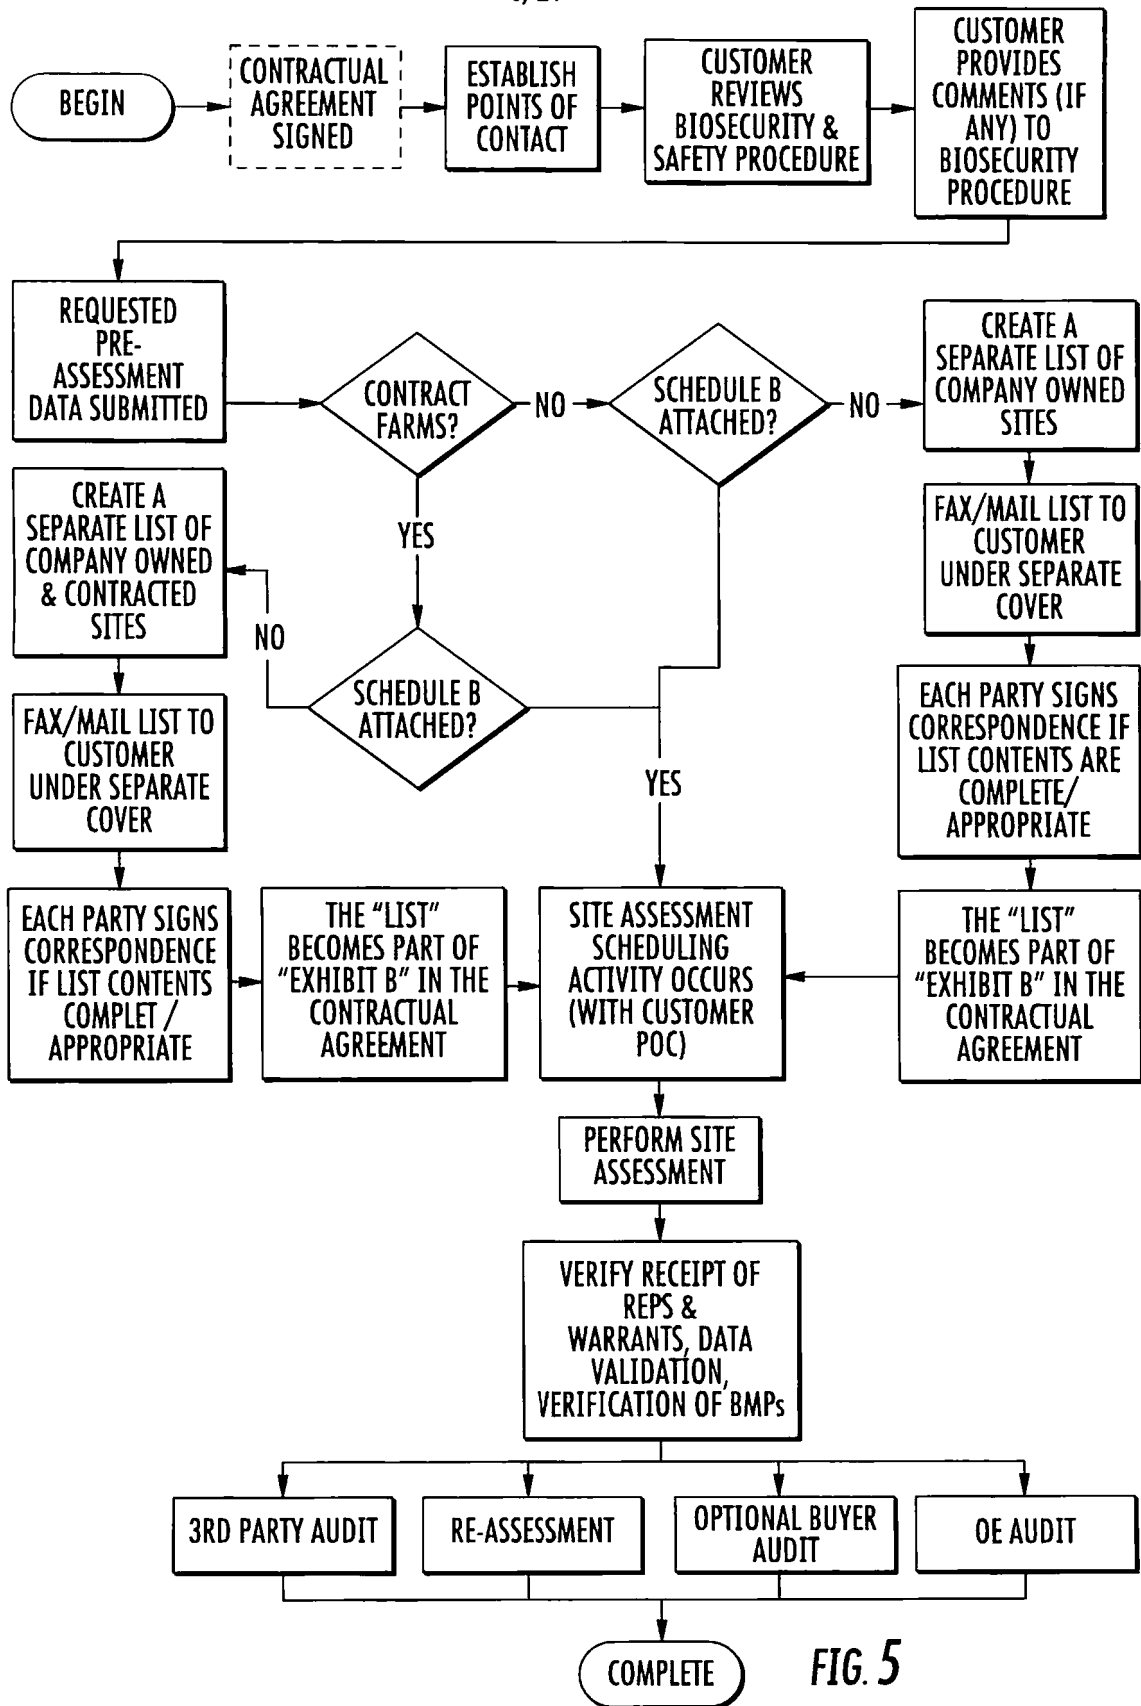 BEGIN
CONTRACTUAL
AGREEMENT
SIGNED
ESTABLISH
POINTS OF
CONTACT
CUSTOMER
REVIEWS
BIOSECURITY &
SAFETY PROCEDURE
CUSTOMER
PROVIDES
COMMENTS (IF
ANY) TO
BIOSECURITY
PROCEDURE
REQUESTED
PRE-
ASSESSMENT
DATA SUBMITTED
CONTRACT
FARMS?
NO
SCHEDULE B
ATTACHED?
NO
CREATE A
SEPARATE LIST OF
COMPANY OWNED
SITES
FAX/MAIL LIST TO
CUSTOMER
UNDER SEPARATE
COVER
EACH PARTY SIGNS
CORRESPONDENCE IF
LIST CONTENTS ARE
COMPLETE/
APPROPRIATE
THE “LIST”
BECOMES PART OF
“EXHIBIT B” IN THE
CONTRACTUAL
AGREEMENT
YES
SCHEDULE B
ATTACHED?
NO
CREATE A
SEPARATE LIST OF
COMPANY OWNED
& CONTRACTED
SITES
FAX/MAIL LIST TO
CUSTOMER
UNDER SEPARATE
COVER
EACH PARTY SIGNS
CORRESPONDENCE
IF LIST CONTENTS
COMPLET /
APPROPRIATE
THE “LIST”
BECOMES PART OF
“EXHIBIT B” IN THE
CONTRACTUAL
AGREEMENT
YES
SITE ASSESSMENT
SCHEDULING
ACTIVITY OCCURS
(WITH CUSTOMER
POC)
PERFORM SITE
ASSESSMENT
VERIFY RECEIPT OF
REPS &
WARRANTS, DATA
VALIDATION,
VERIFICATION OF BMPs
3RD PARTY AUDIT
RE-ASSESSMENT
OPTIONAL BUYER
AUDIT
OE AUDIT
COMPLETE
FIG. 5